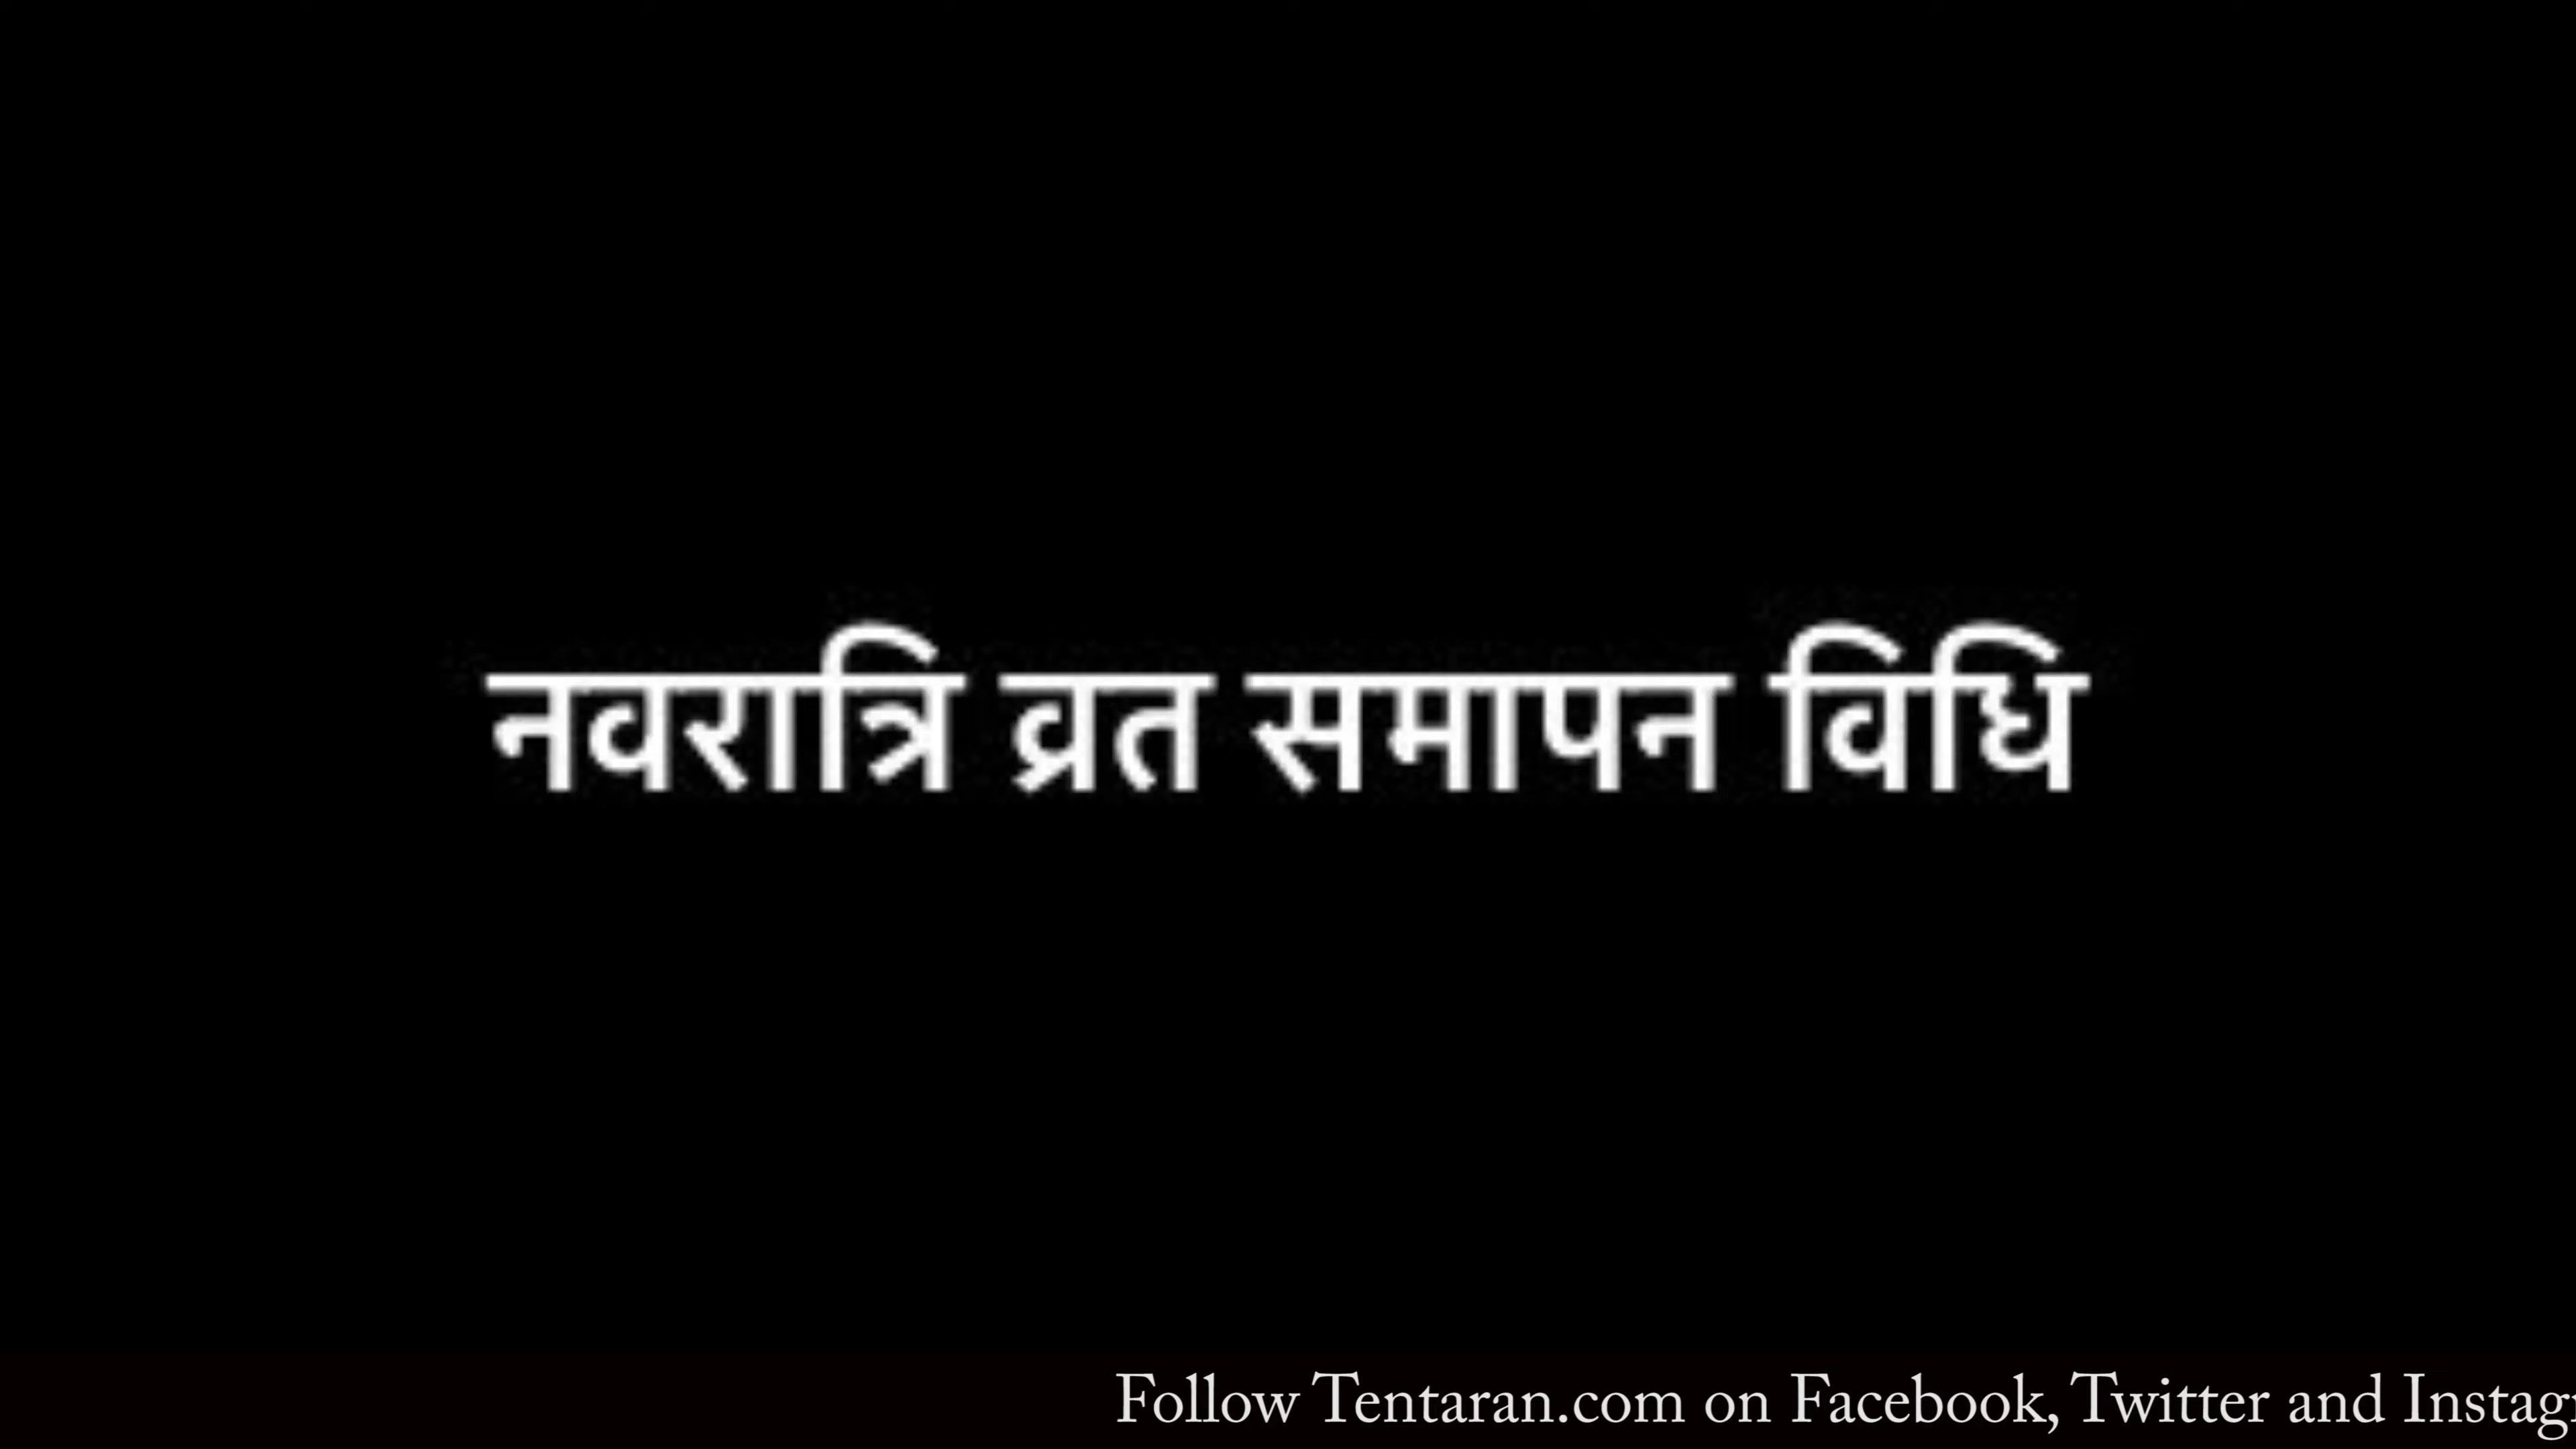 नवरात्रि व्रत समापन विधि
Follow Tentaran.com on Facebook, Twitter and Instag